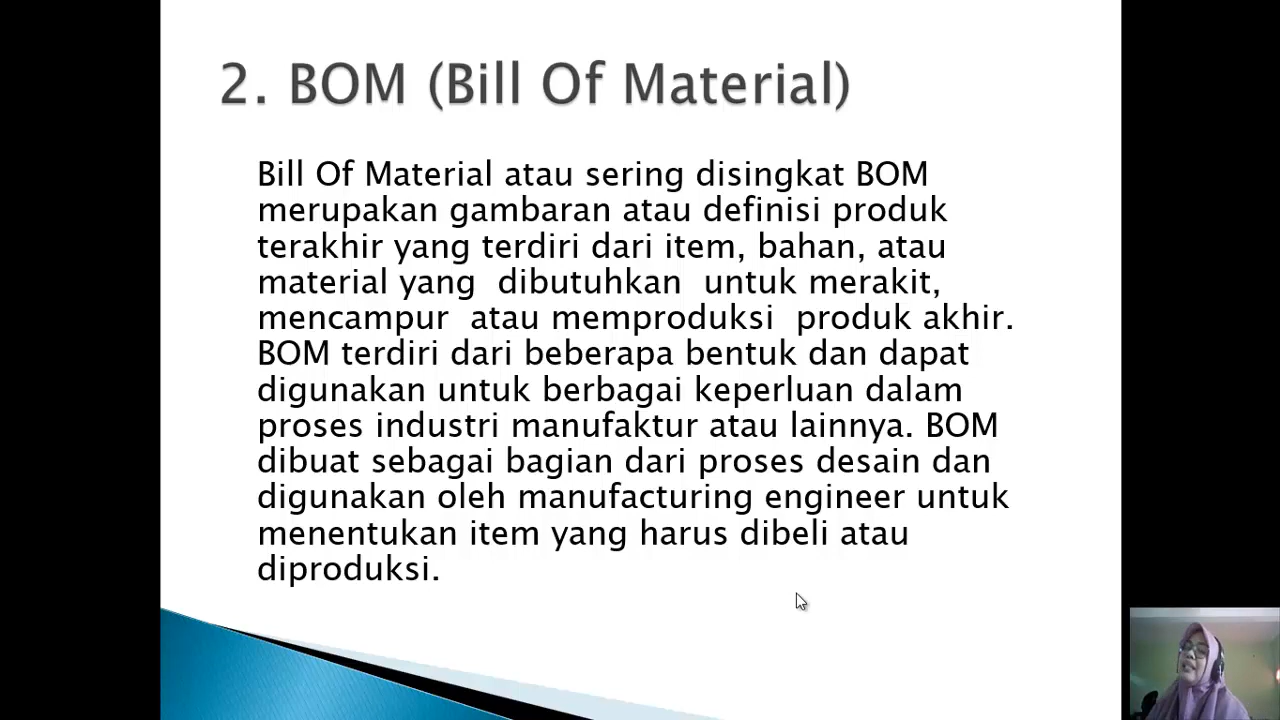 2. BOM (Bill Of Material)
Bill Of Material atau sering disingkat BOM
merupakan gambaran atau definisi produk
terakhir yang terdiri dari item, bahan, atau
material yang  dibutuhkan  untuk merakit,
mencampur  atau memproduksi  produk akhir.
BOM terdiri dari beberapa bentuk dan dapat
digunakan untuk berbagai keperluan dalam
proses industri manufaktur atau lainnya. BOM
dibuat sebagai bagian dari proses desain dan
digunakan oleh manufacturing engineer untuk
menentukan item yang harus dibeli atau
diproduksi.